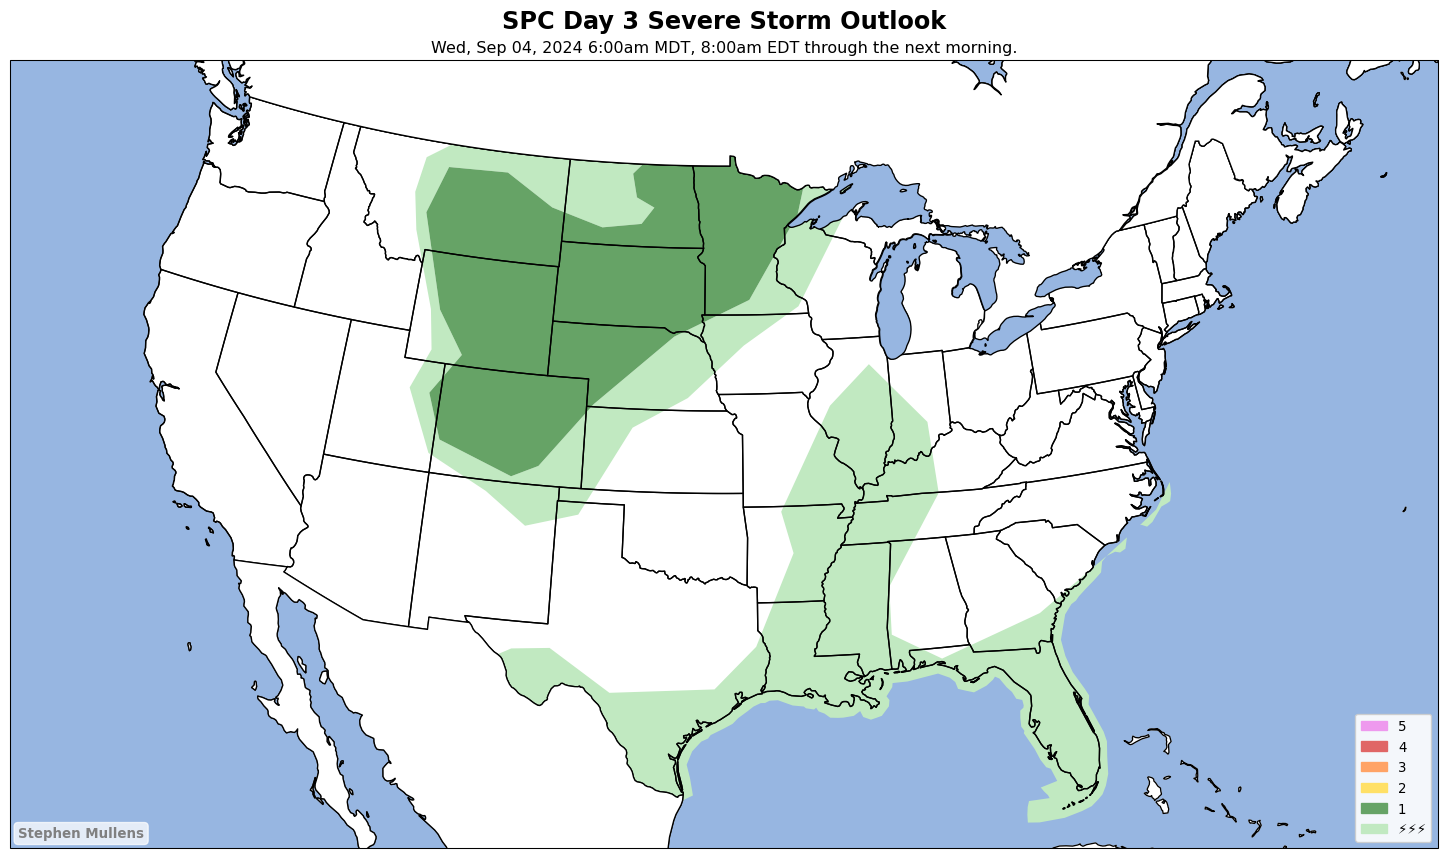 SPC Day 3 Severe Storm Outlook
Wed, Sep 04, 2024 6:00am MDT, 8:00am EDT through the next morning.
5
4
3
2
1
⚡⚡⚡
Stephen Mullens